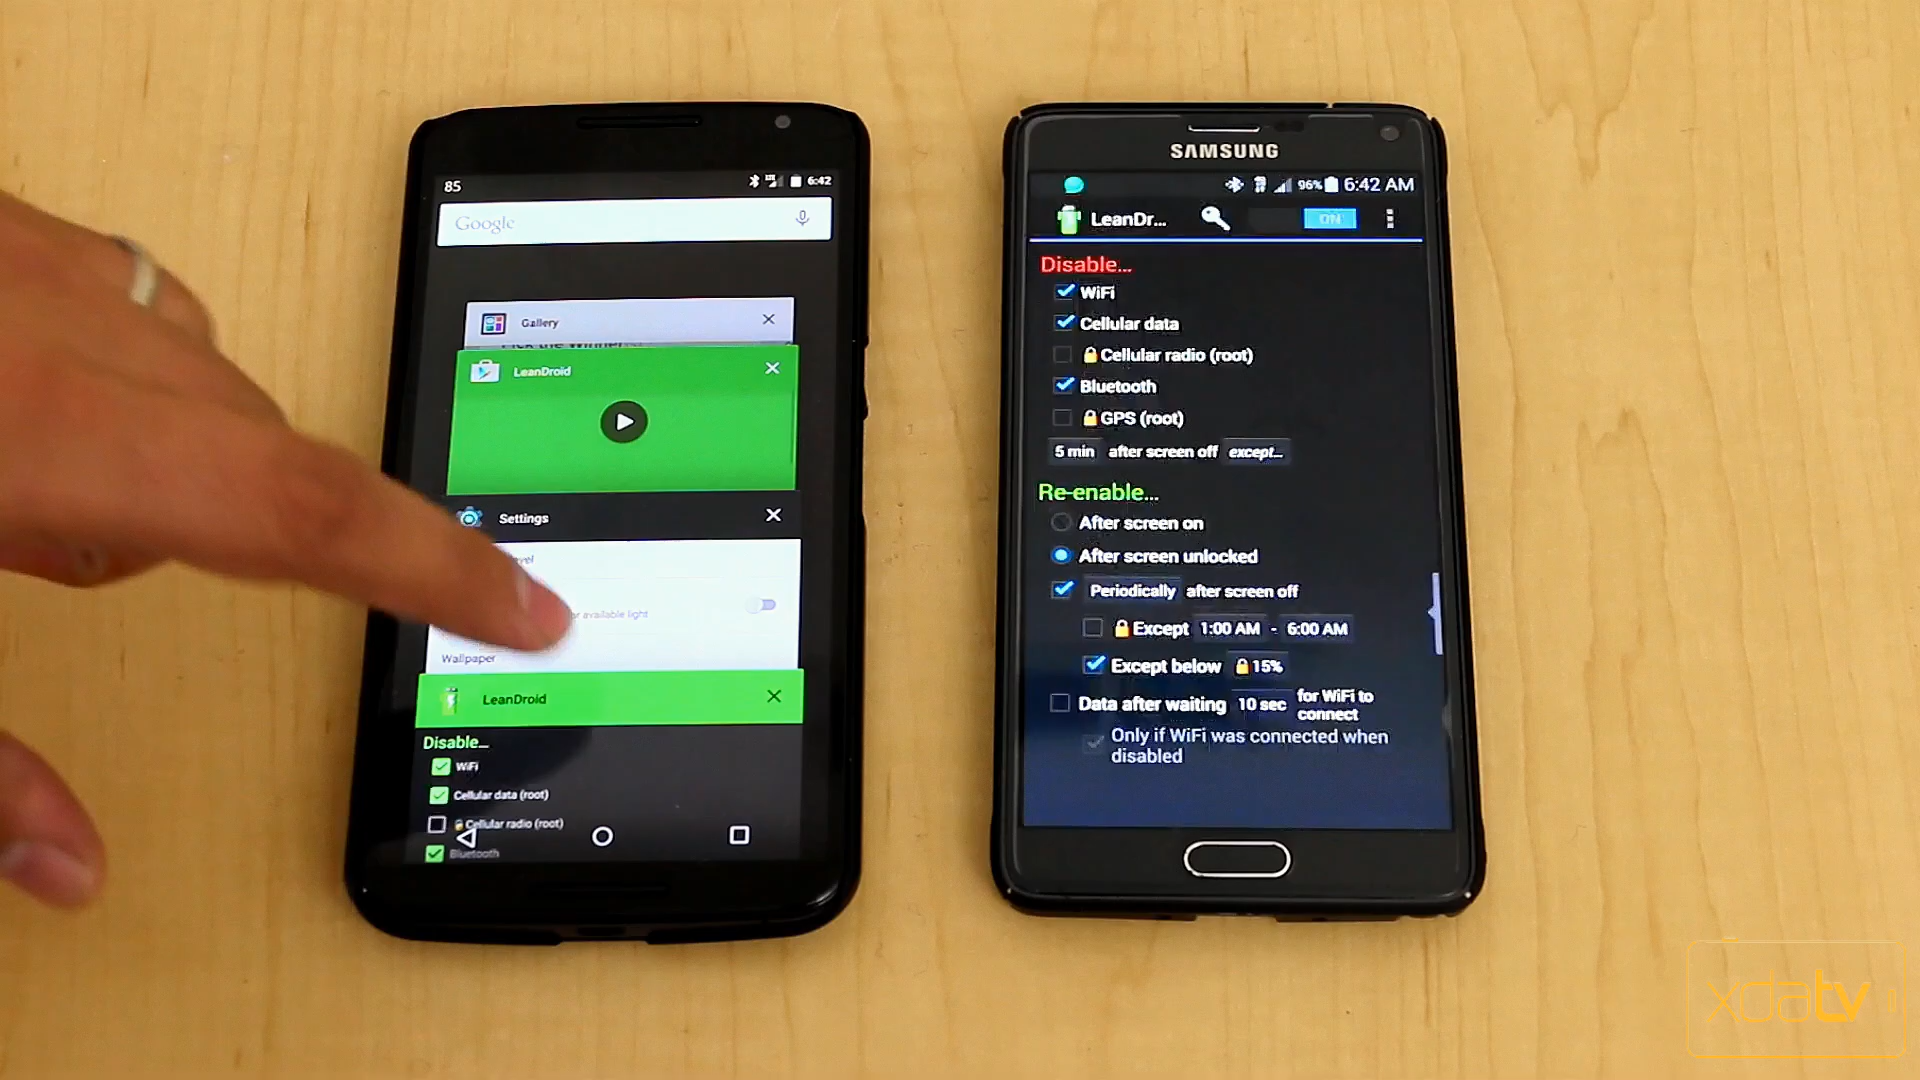 85
6:42
Google
Gallery
LeanDroid
Settings
available light
Wallpaper
LeanDroid
Disable...
WiFi
Cellular data (root)
Cellular radio (root)
Bluetooth
SAMSUNG
96% 6:42 AM
LeanDr... ON
Disable...
WiFi
Cellular data
Cellular radio (root)
Bluetooth
GPS (root)
5 min after screen off except...
Re-enable...
After screen on
After screen unlocked
Periodically after screen off
Except 1:00 AM - 6:00 AM
Except below 15%
Data after waiting 10 sec for WiFi to connect
Only if WiFi was connected when
disabled
xdatv